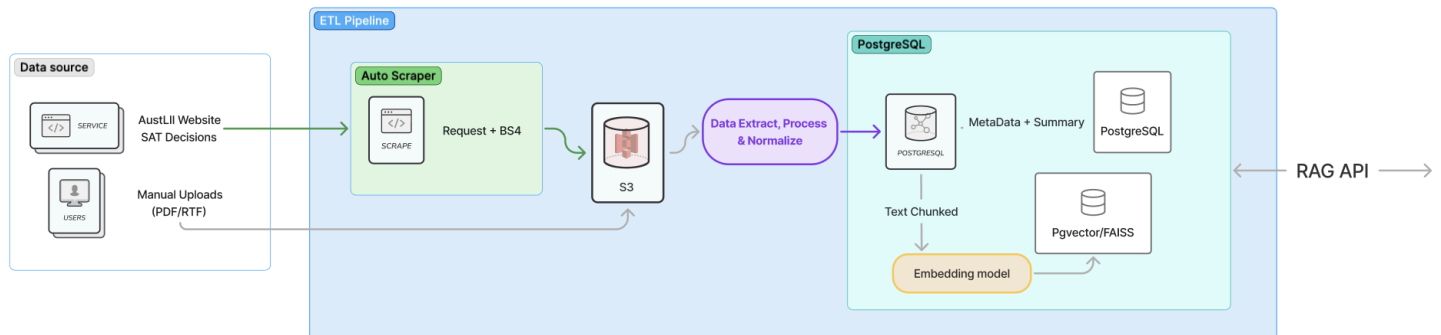 ETL Pipeline
Data source
SERVICE
AustLII Website
SAT Decisions
USERS
Manual Uploads
(PDF/RTF)
Auto Scraper
SCRAPE
Request + BS4
S3
Data Extract, Process
& Normalize
PostgreSQL
POSTGRESQL
MetaData + Summary
PostgreSQL
Text Chunked
Pgvector/FAISS
Embedding model
RAG API